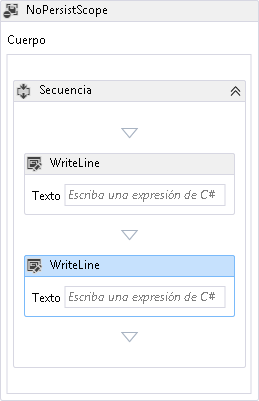 NoPersistScope
Cuerpo
Secuencia
WriteLine
Texto Escriba una expresión de C#
WriteLine
Texto Escriba una expresión de C#